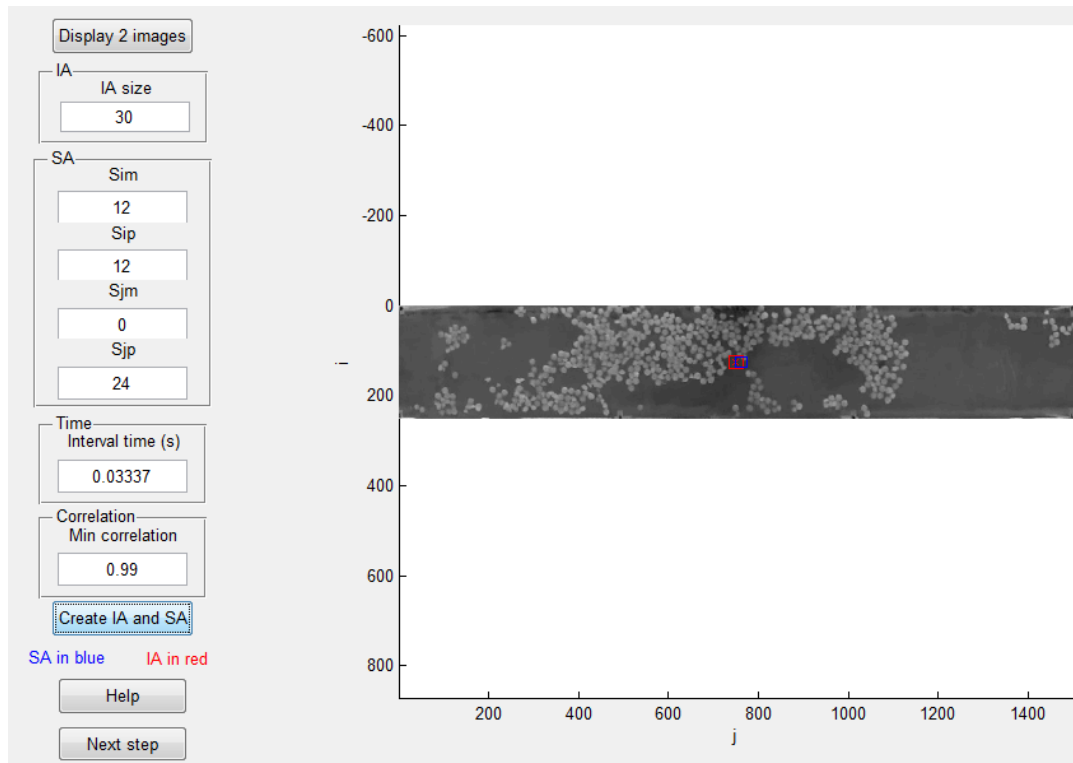 Display 2 images
IA
IA size
30
SA
Sim
12
Sip
12
Sjm
0
Sjp
24
Time
Interval time (s)
0.03337
Correlation
Min correlation
0.99
Create IA and SA
SA in blue IA in red
Help
Next step
-600
-400
-200
0
200
400
600
800
i
200 400 600 800 1000 1200 1400
j